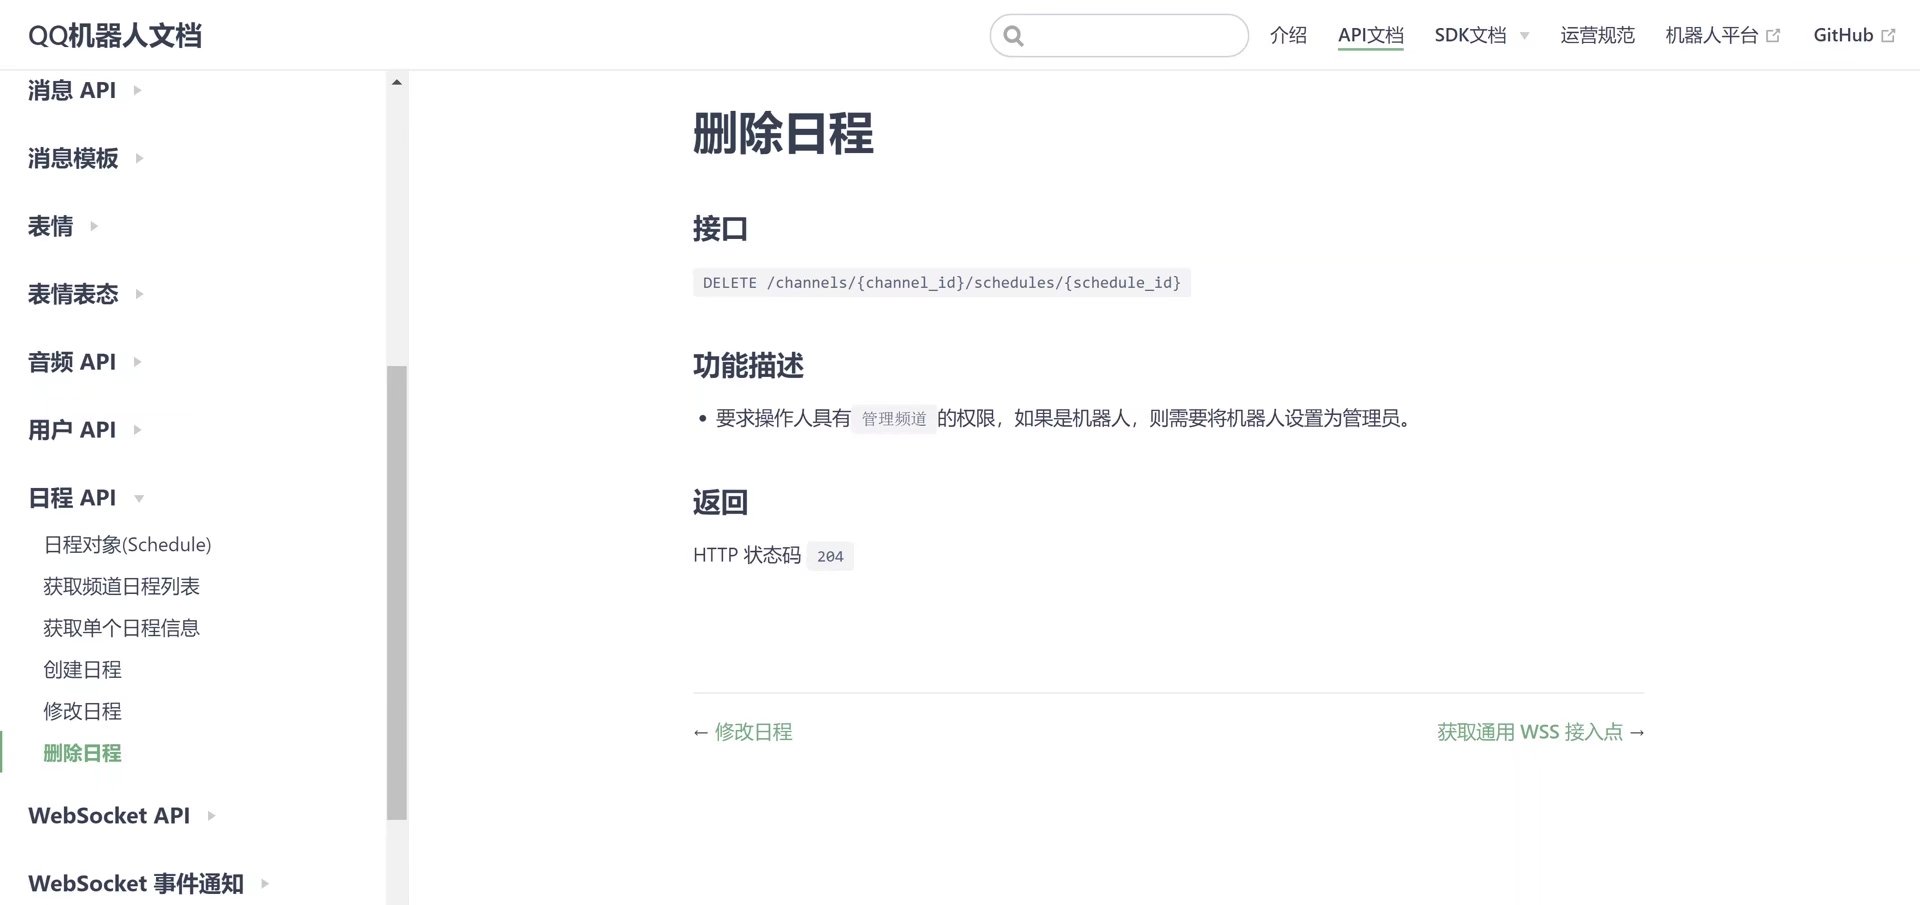 QQ机器人文档
介绍 API文档 SDK文档 运营规范 机器人平台 GitHub
消息 API
消息模板
表情
表情表态
音频 API
用户 API
日程 API
日程对象(Schedule)
获取频道日程列表
获取单个日程信息
创建日程
修改日程
删除日程
WebSocket API
WebSocket 事件通知
删除日程
接口
DELETE /channels/{channel_id}/schedules/{schedule_id}
功能描述
• 要求操作人具有 管理频道 的权限，如果是机器人，则需要将机器人设置为管理员。
返回
HTTP 状态码 204
← 修改日程
获取通用 WSS 接入点 →